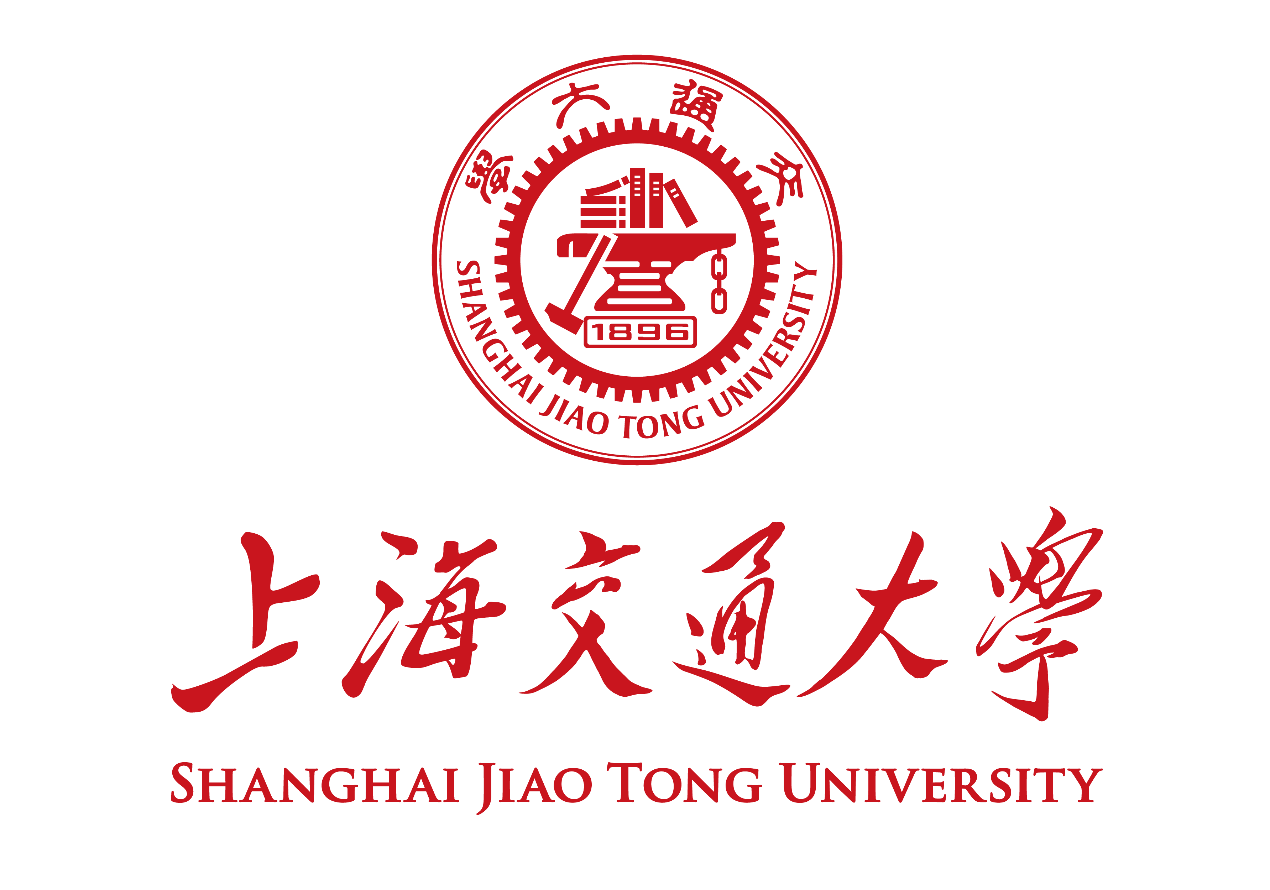 交通大學
1896
SHANGHAI JIAO TONG UNIVERSITY
上海交通大學
SHANGHAI JIAO TONG UNIVERSITY